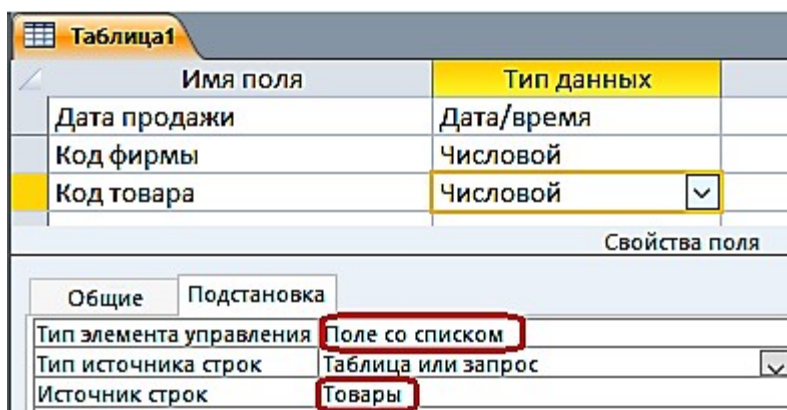 Таблица1
Имя поля Тип данных
Дата продажи Дата/время
Код фирмы Числовой
Код товара Числовой
Свойства поля
Общие Подстановка
Тип элемента управления Поле со списком
Тип источника строк Таблица или запрос
Источник строк Товары